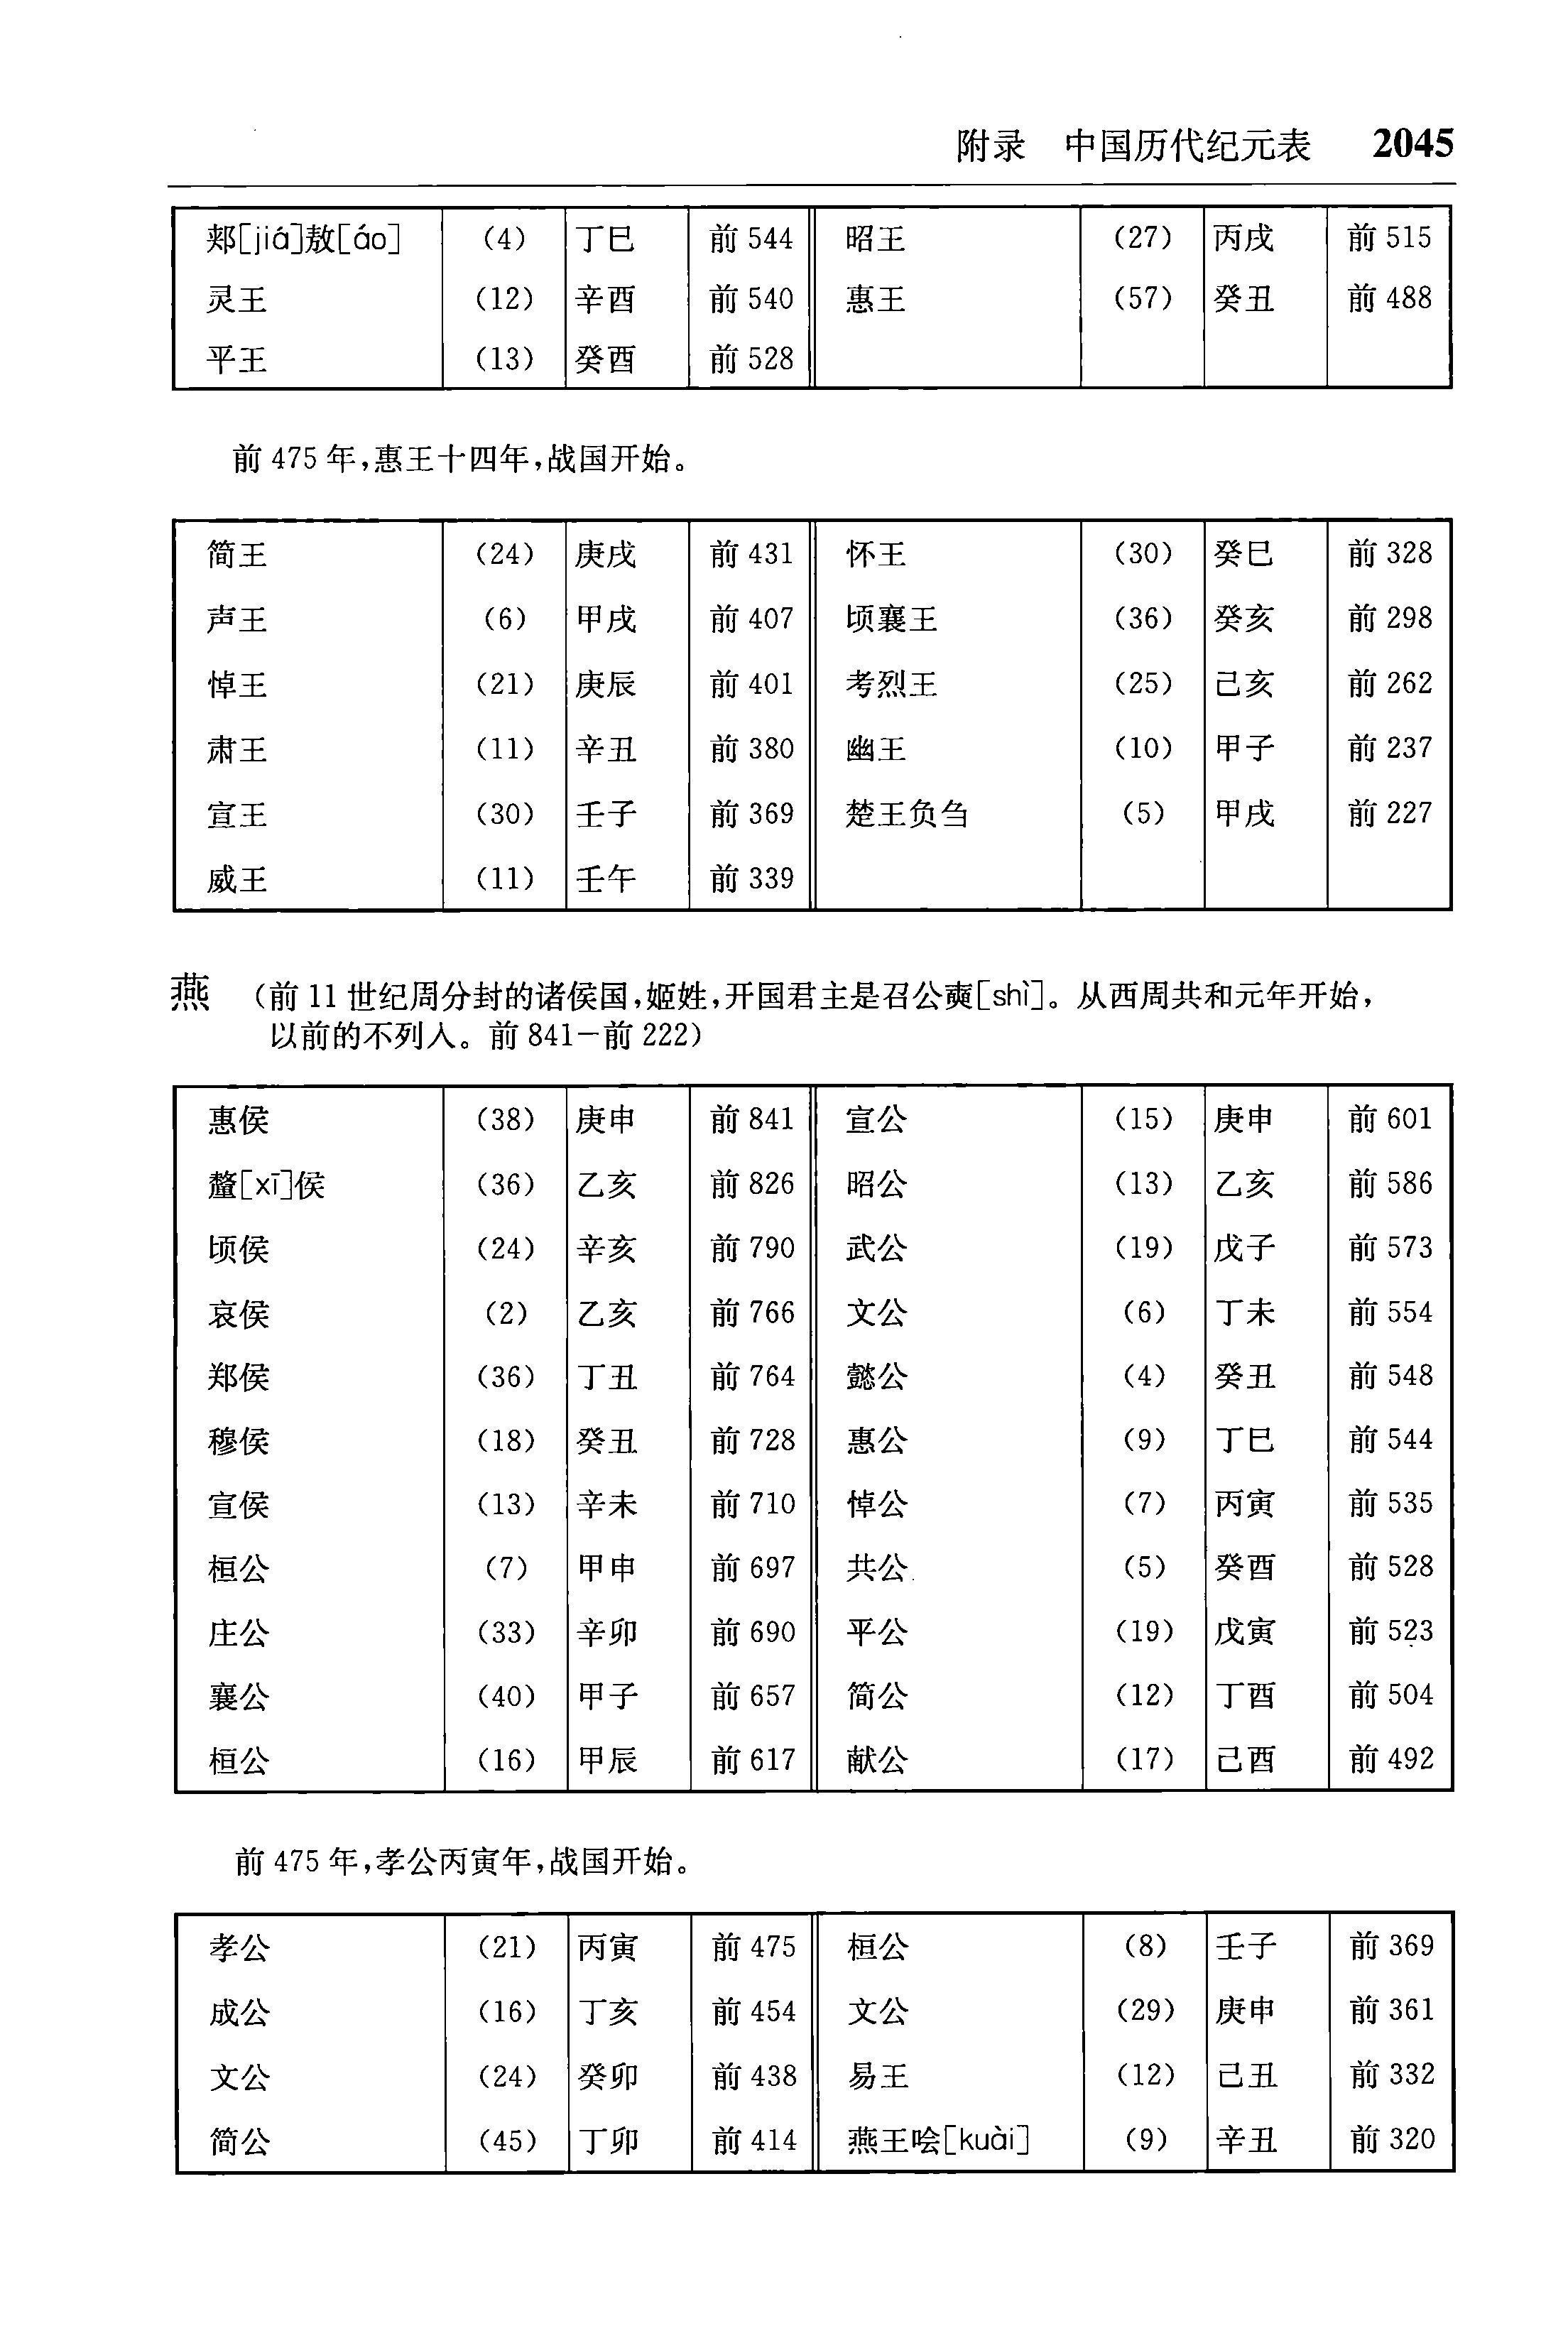 附录 中国历代纪元表 2045
郏[jiá]敖[áo] (4) 丁巳 前 544 昭王 (27) 丙戌 前 515
灵王 (12) 辛酉 前 540 惠王 (57) 癸丑 前 488
平王 (13) 癸酉 前 528
前 475 年,惠王十四年,战国开始。
简王 (24) 庚戌 前 431 怀王 (30) 癸巳 前 328
声王 (6) 甲戌 前 407 顷襄王 (36) 癸亥 前 298
悼王 (21) 庚辰 前 401 考烈王 (25) 己亥 前 262
肃王 (11) 辛丑 前 380 幽王 (10) 甲子 前 237
宣王 (30) 壬子 前 369 楚王负刍 (5) 甲戌 前 227
威王 (11) 壬午 前 339
燕 (前 11 世纪周分封的诸侯国,姬姓,开国君主是召公奭[shì]。从西周共和元年开始,
以前的不列入。前 841－前 222)
惠侯 (38) 庚申 前 841 宣公 (15) 庚申 前 601
釐[xī]侯 (36) 乙亥 前 826 昭公 (13) 乙亥 前 586
顷侯 (24) 辛亥 前 790 武公 (19) 戊子 前 573
哀侯 (2) 乙亥 前 766 文公 (6) 丁未 前 554
郑侯 (36) 丁丑 前 764 懿公 (4) 癸丑 前 548
穆侯 (18) 癸丑 前 728 惠公 (9) 丁巳 前 544
宣侯 (13) 辛未 前 710 悼公 (7) 丙寅 前 535
桓公 (7) 甲申 前 697 共公 (5) 癸酉 前 528
庄公 (33) 辛卯 前 690 平公 (19) 戊寅 前 523
襄公 (40) 甲子 前 657 简公 (12) 丁酉 前 504
桓公 (16) 甲辰 前 617 献公 (17) 己酉 前 492
前 475 年,孝公丙寅年,战国开始。
孝公 (21) 丙寅 前 475 桓公 (8) 壬子 前 369
成公 (16) 丁亥 前 454 文公 (29) 庚申 前 361
文公 (24) 癸卯 前 438 易王 (12) 己丑 前 332
简公 (45) 丁卯 前 414 燕王哙[kuài] (9) 辛丑 前 320